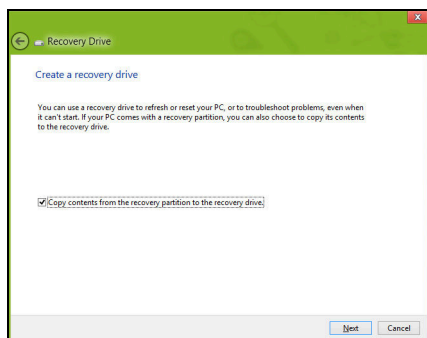 x
Recovery Drive
Create a recovery drive
You can use a recovery drive to refresh or reset your PC, or to troubleshoot problems, even when
it can't start. If your PC comes with a recovery partition, you can also choose to copy its contents
to the recovery drive.
Copy contents from the recovery partition to the recovery drive.
Next Cancel